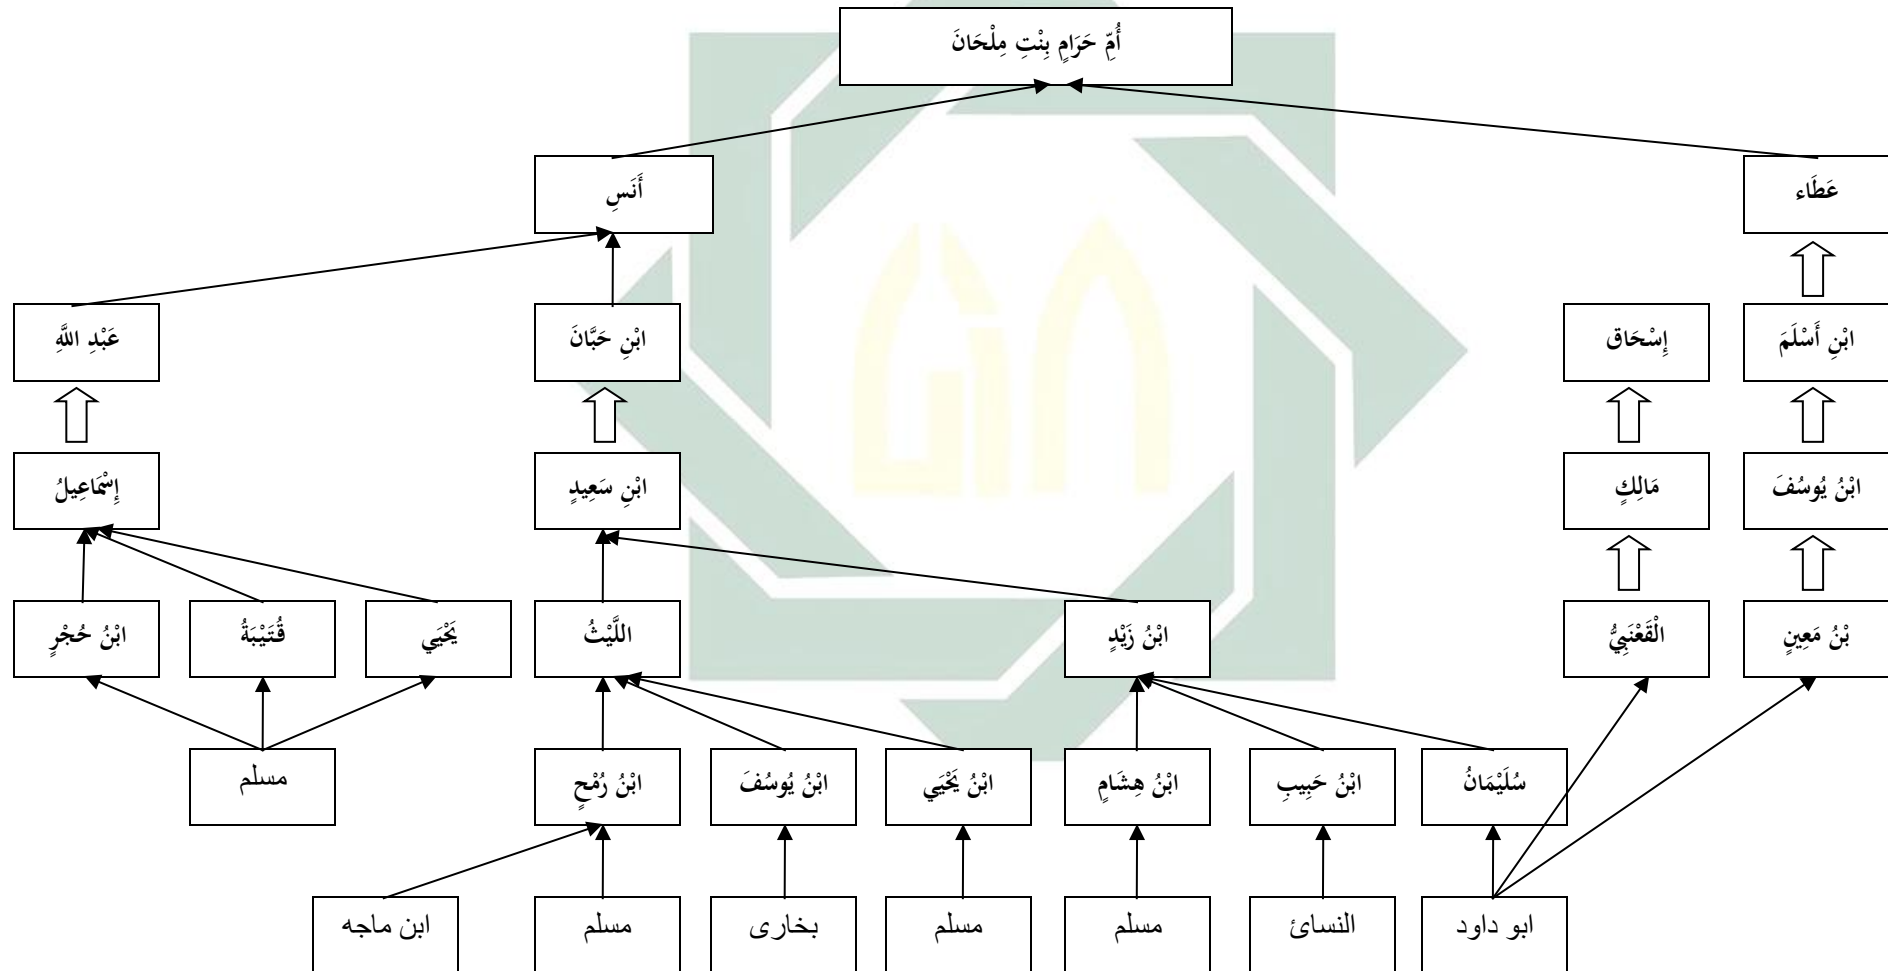 أُمِّ حَرَامٍ بِنْتِ مِلْحَانَ
أَنَسِ
عَطَاء
عَبْدِ اللَّهِ
ابْنِ حَبَّانَ
إِسْحَاق
ابْنِ أَسْلَمَ
إِسْمَاعِيلُ
ابْنِ سَعِيدٍ
مَالِكٍ
ابْنُ يُوسُفَ
ابْنُ حُجْرٍ
قُتَيْبَةُ
يَحْيَي
اللَّيْثُ
ابْنُ زَيْدٍ
الْقَعْنَبِيُّ
بْنُ مَعِينٍ
مسلم
ابْنُ رُمْحٍ
ابْنُ يُوسُفَ
ابْنُ يَحْيَي
ابْنُ هِشَامٍ
ابْنُ حَبِيبِ
سُلَيْمَانُ
ابن ماجه
مسلم
بخارى
مسلم
مسلم
النسائ
ابو داود